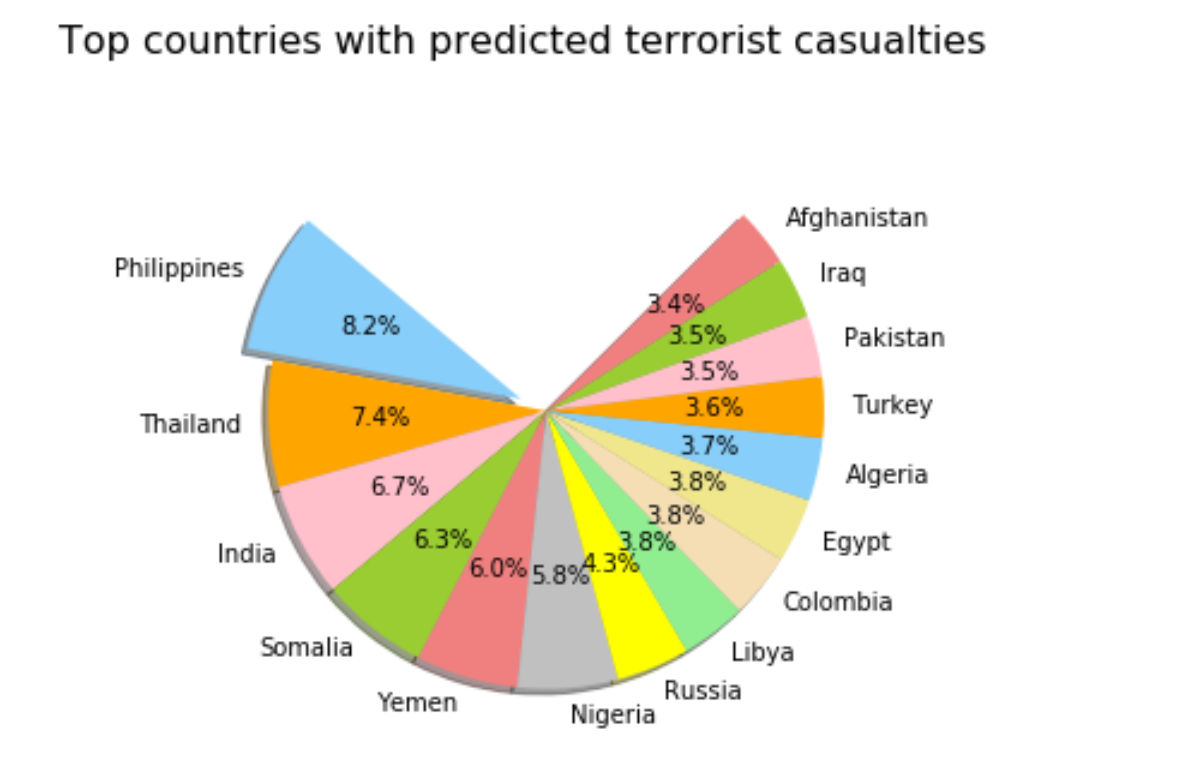 Top countries with predicted terrorist casualties
Afghanistan
Philippines
Iraq
3.4%
8.2%
3.5%
Pakistan
3.5%
Turkey
3.6%
Thailand
7.4%
3.7%
Algeria
6.7%
3.8%
3.8%
Egypt
6.3%
3.8%
India
4.3%
6.0%
5.8%
Colombia
Somalia
Libya
Russia
Yemen
Nigeria